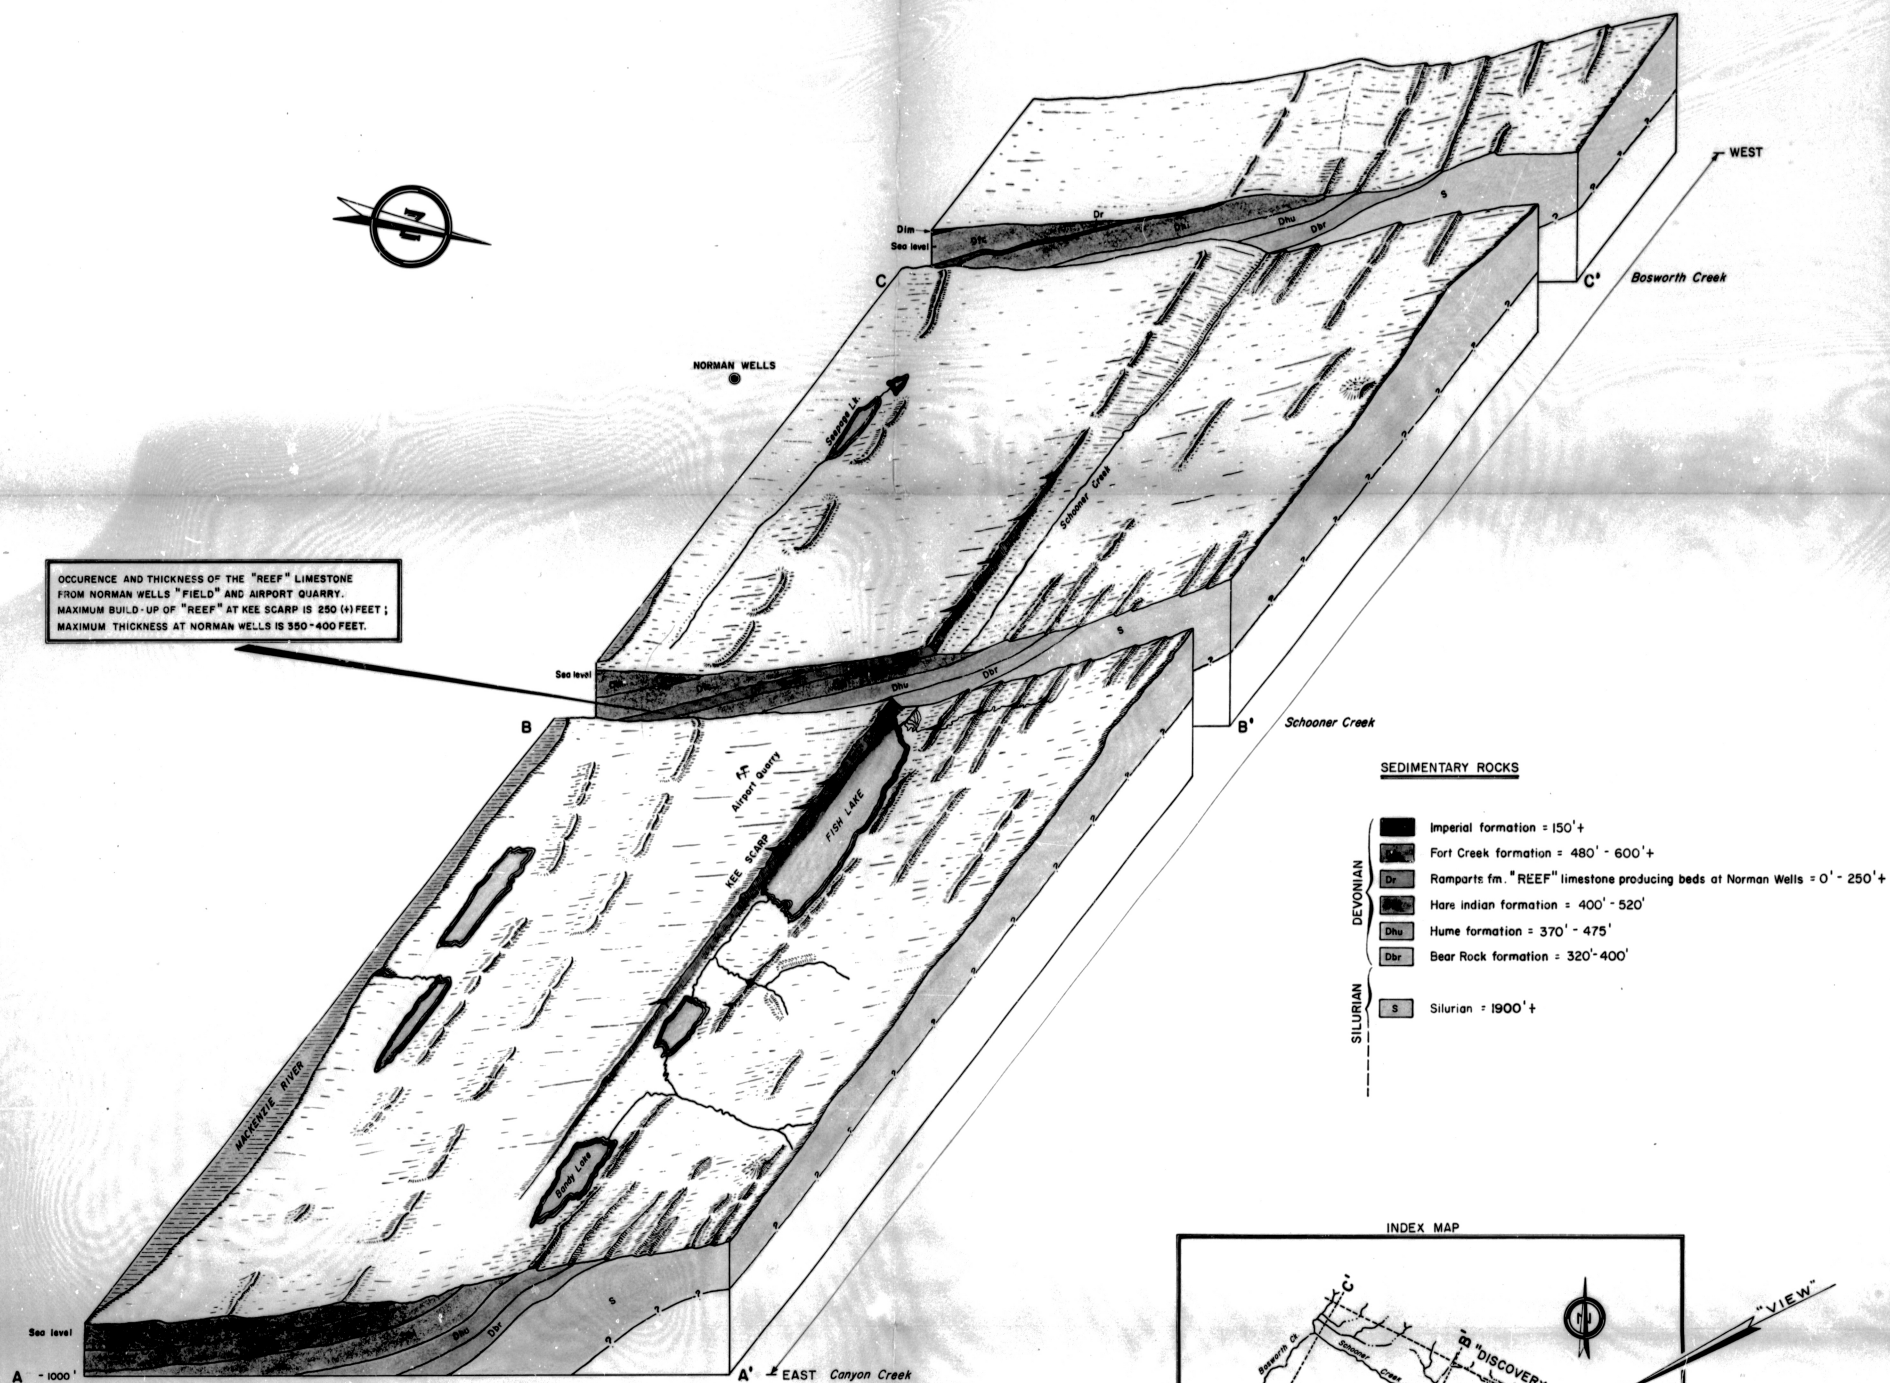 WEST
Dr
Dim
Sea level
Dfc
Dhi
Dhu
Dbr
S
C
C'
Bosworth Creek
N
NORMAN WELLS
Seepage Lk.
Schooner Creek
OCCURENCE AND THICKNESS OF THE "REEF" LIMESTONE
FROM NORMAN WELLS "FIELD" AND AIRPORT QUARRY.
MAXIMUM BUILD-UP OF "REEF" AT KEE SCARP IS 250 (+) FEET;
MAXIMUM THICKNESS AT NORMAN WELLS IS 350-400 FEET.
Sea level
Dhu
Dbr
S
B
B'
Schooner Creek
Airport Quarry
KEE SCARP
FISH LAKE
MACKENZIE RIVER
Bandy Lake
SEDIMENTARY ROCKS
DEVONIAN
Imperial formation = 150'+
Fort Creek formation = 480' - 600'+
Dr Ramparts fm. "REEF" limestone producing beds at Norman Wells = 0' - 250'+
Hare Indian formation = 400' - 520'
Dhu Hume formation = 370' - 475'
Dbr Bear Rock formation = 320'-400'
SILURIAN
S Silurian = 1900'+
Sea level
Dhu
Dbr
S
A -1000'
A'
EAST Canyon Creek
INDEX MAP
C'
N
"VIEW"
B'
"DISCOVERY
Bosworth Ck
Schooner Creek